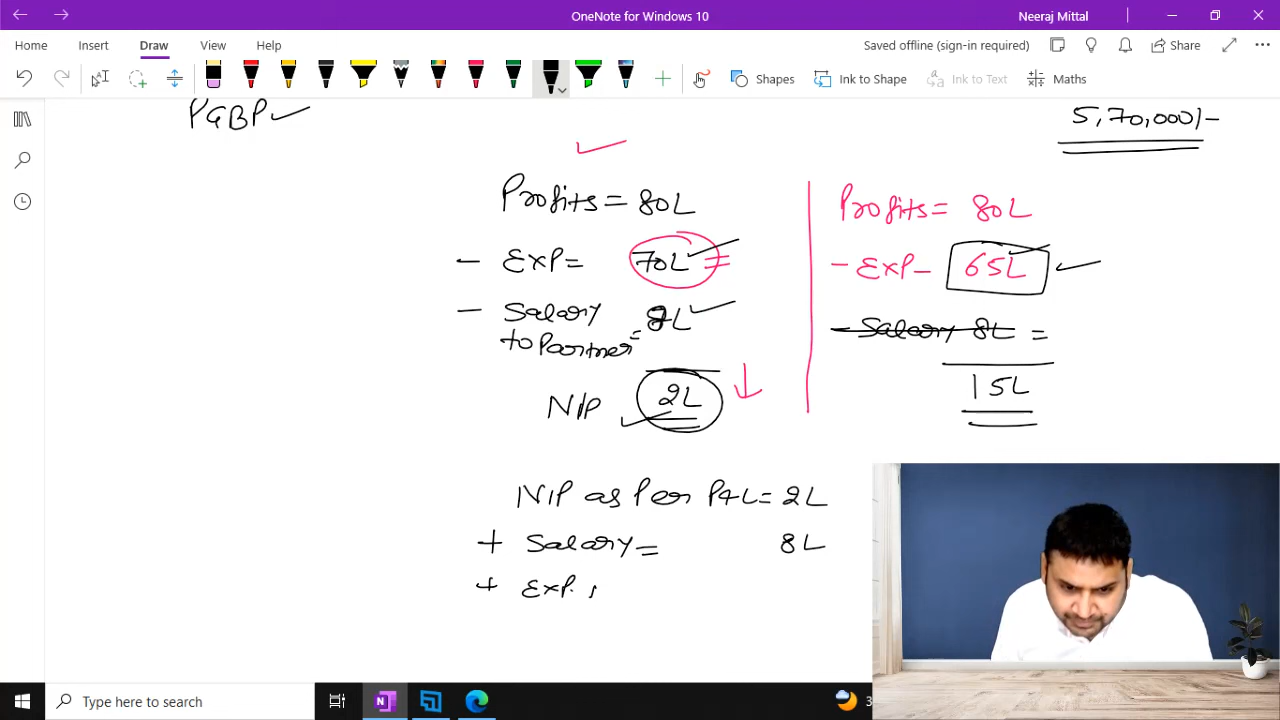 OneNote for Windows 10
Neeraj Mittal
Home Insert Draw View Help
Saved offline (sign-in required)
Share
Shapes
Ink to Shape
Ink to Text
Maths
PGBP
5,70,000/-
Profits = 80L
- Exp = 70L =
- Salary to Partner = 8L
N/P 2L
Profits = 80L
- Exp - 65L
- Salary 8L =
15L
N/P as Per P&L = 2L
+ Salary = 8L
+ Exp.
Type here to search